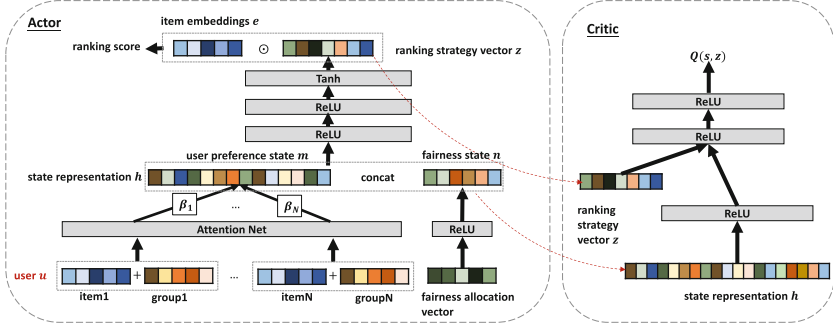 Actor
item embeddings e
ranking score
⊙
ranking strategy vector z
Tanh
ReLU
ReLU
user preference state m
fairness state n
state representation h
concat
β1
...
βN
Attention Net
ReLU
user u
+
...
+
item1
group1
itemN
groupN
fairness allocation
vector
Critic
Q(s, z)
ReLU
ReLU
ranking
strategy
vector z
ReLU
state representation h